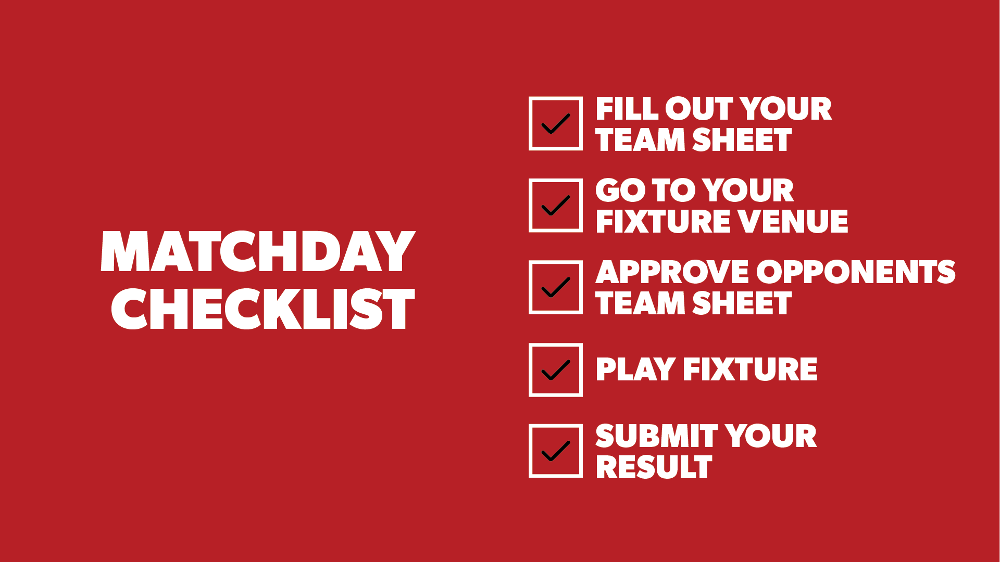 MATCHDAY
CHECKLIST
FILL OUT YOUR
TEAM SHEET
GO TO YOUR
FIXTURE VENUE
APPROVE OPPONENTS
TEAM SHEET
PLAY FIXTURE
SUBMIT YOUR
RESULT